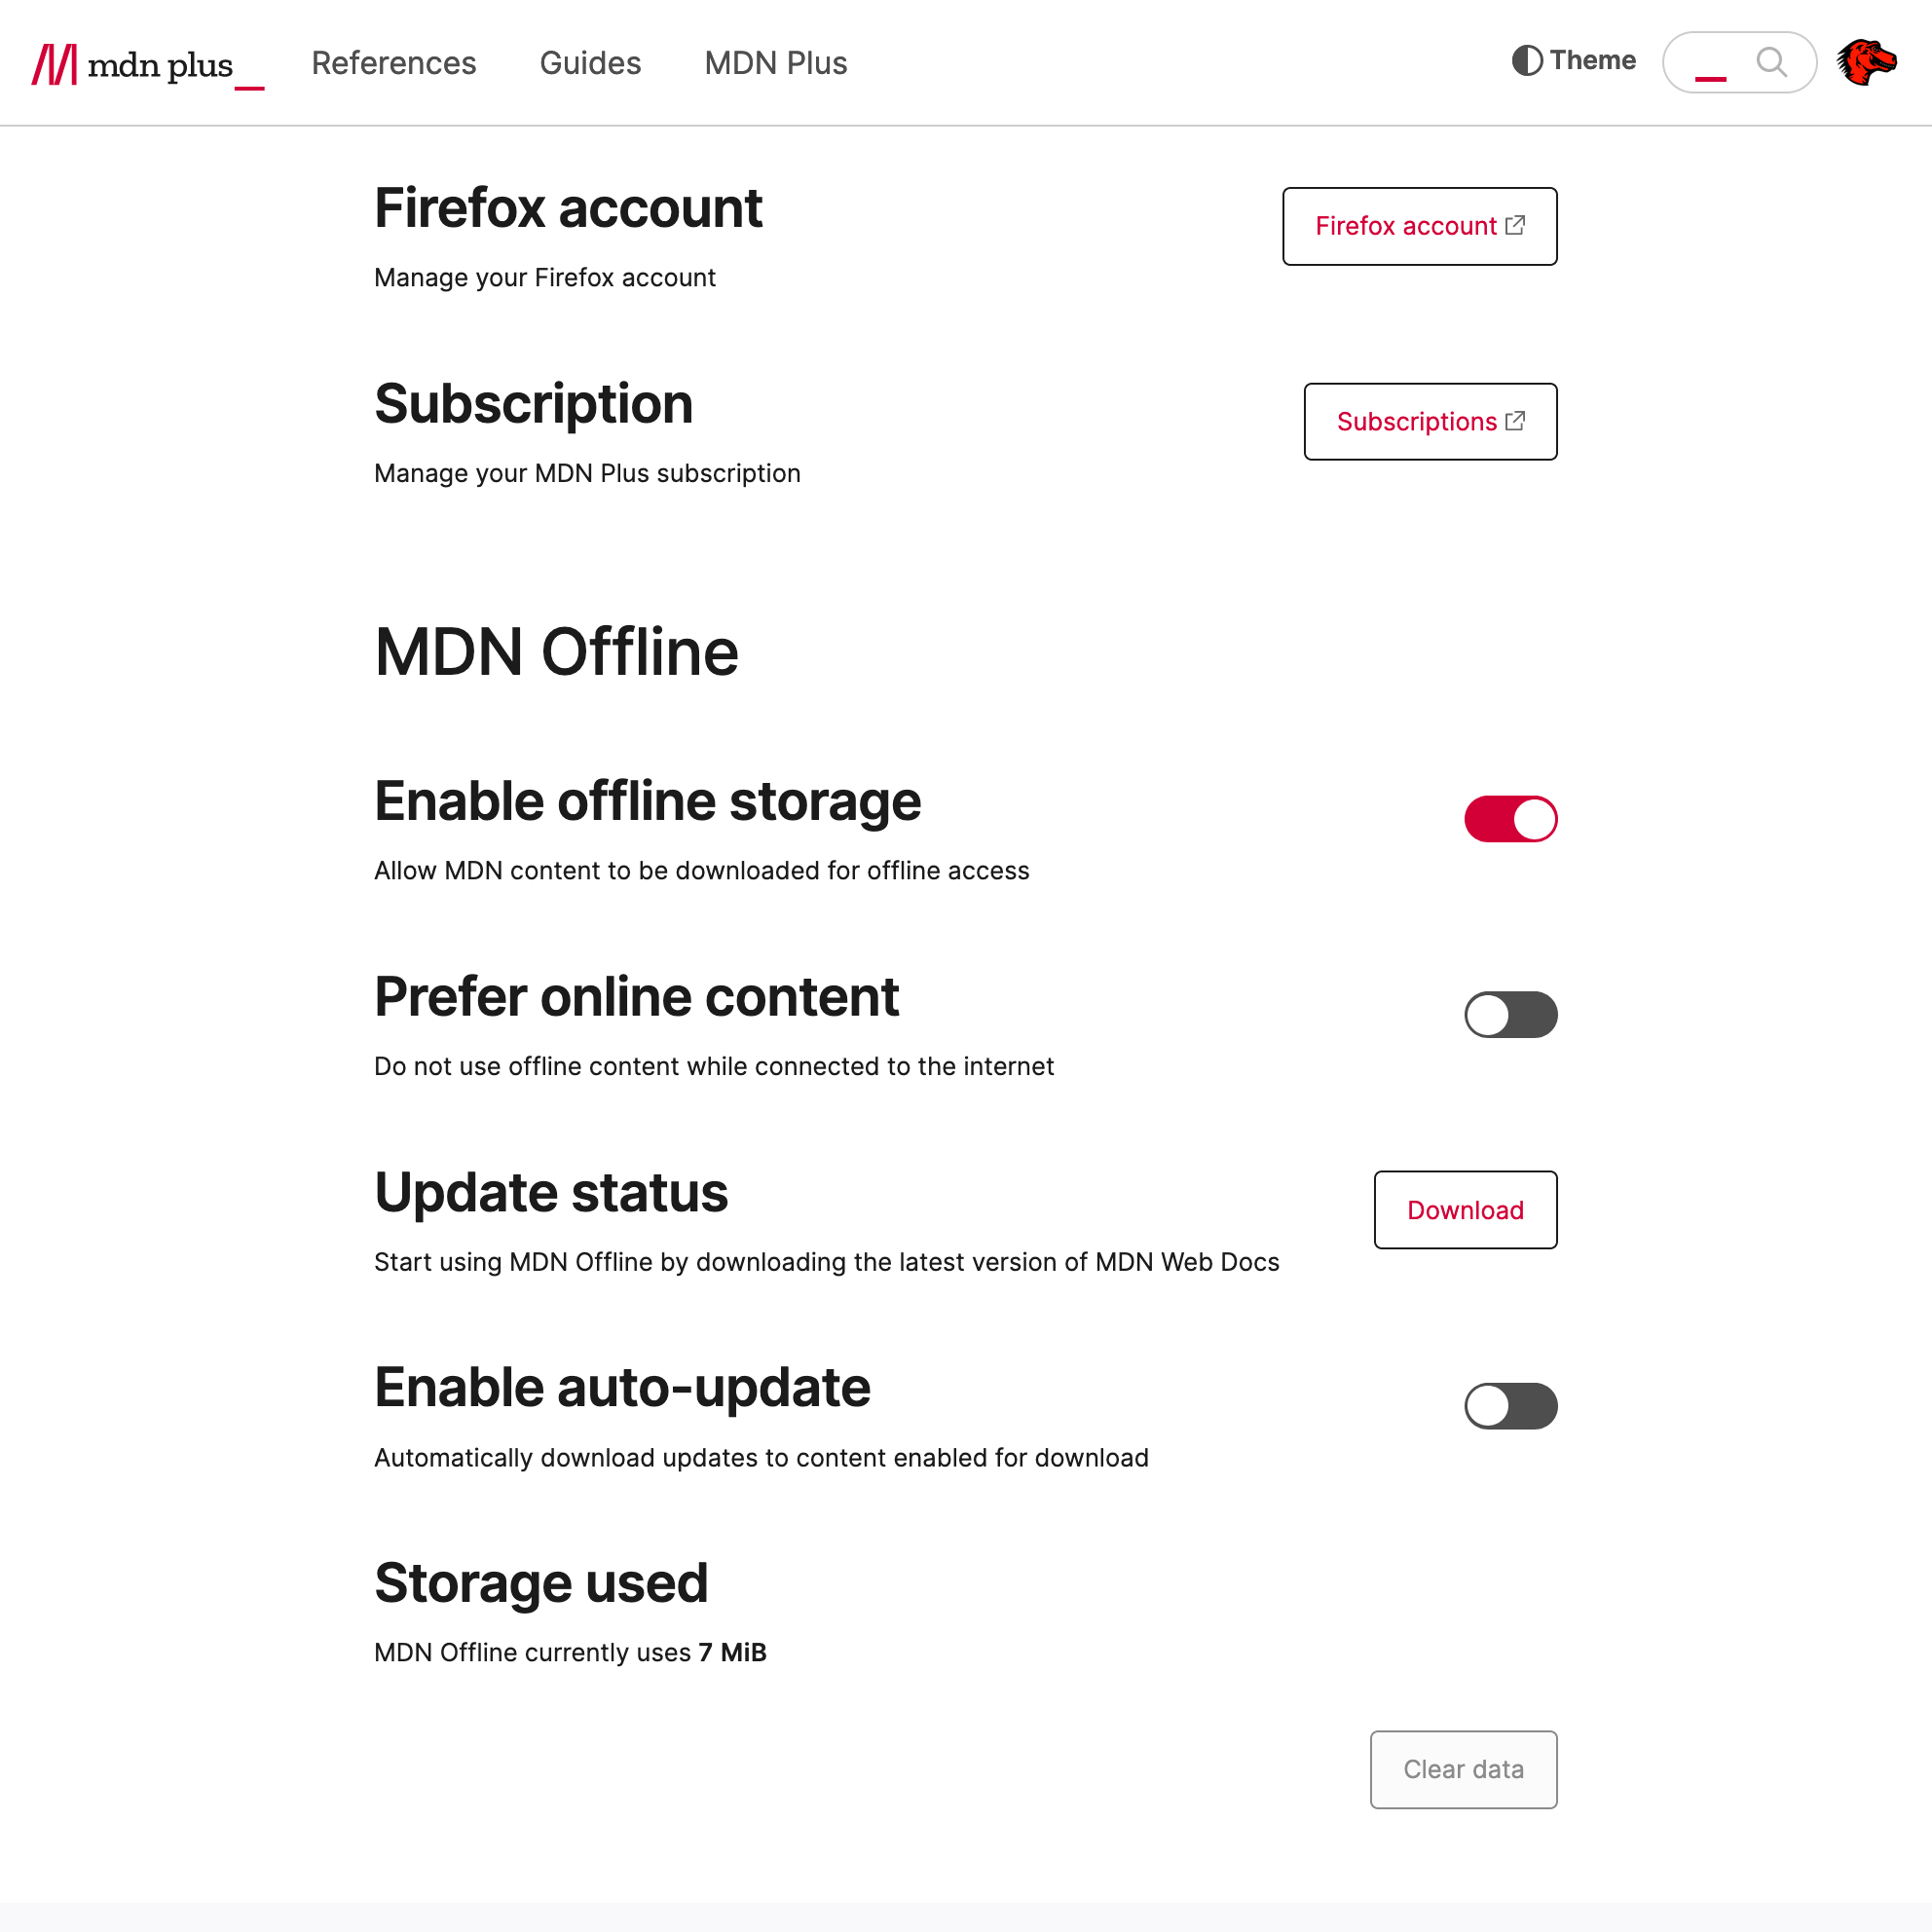 mdn plus_
References
Guides
MDN Plus
Theme
Firefox account
Firefox account
Manage your Firefox account
Subscription
Subscriptions
Manage your MDN Plus subscription
MDN Offline
Enable offline storage
Allow MDN content to be downloaded for offline access
Prefer online content
Do not use offline content while connected to the internet
Update status
Download
Start using MDN Offline by downloading the latest version of MDN Web Docs
Enable auto-update
Automatically download updates to content enabled for download
Storage used
MDN Offline currently uses 7 MiB
Clear data